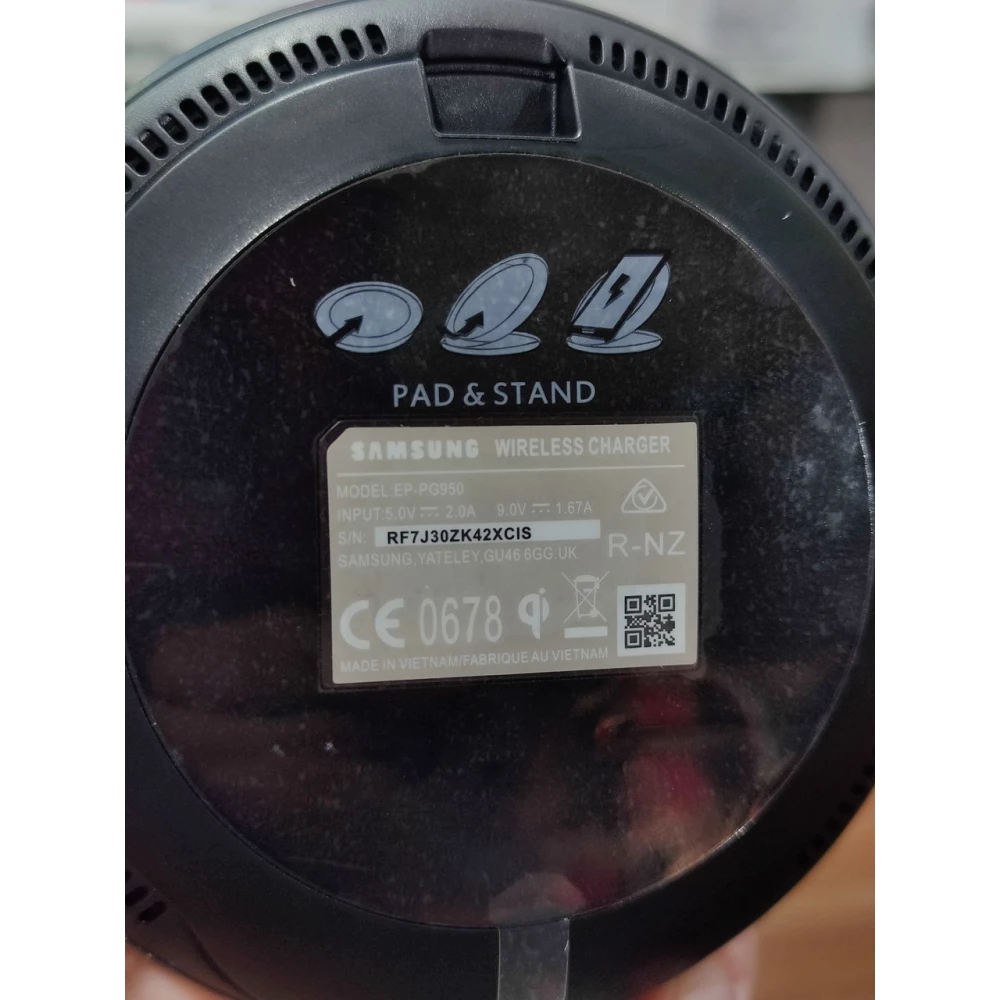 PAD & STAND
SAMSUNG WIRELESS CHARGER
MODEL:EP-PG950
INPUT:5.0V ⎓ 2.0A 9.0V ⎓ 1.67A
S/N: RF7J30ZK42XCIS
SAMSUNG,YATELEY,GU46 6GG.UK
R-NZ
CE 0678 qi
MADE IN VIETNAM/FABRIQUE AU VIETNAM